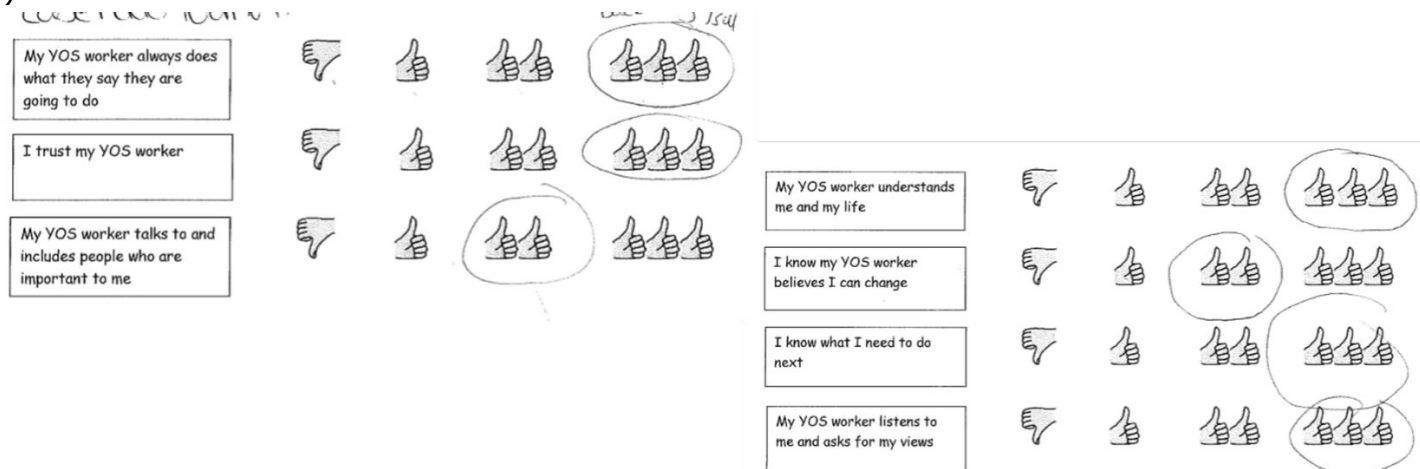 My YOS worker always does
what they say they are
going to do
I trust my YOS worker
My YOS worker talks to and
includes people who are
important to me
My YOS worker understands
me and my life
I know my YOS worker
believes I can change
I know what I need to do
next
My YOS worker listens to
me and asks for my views